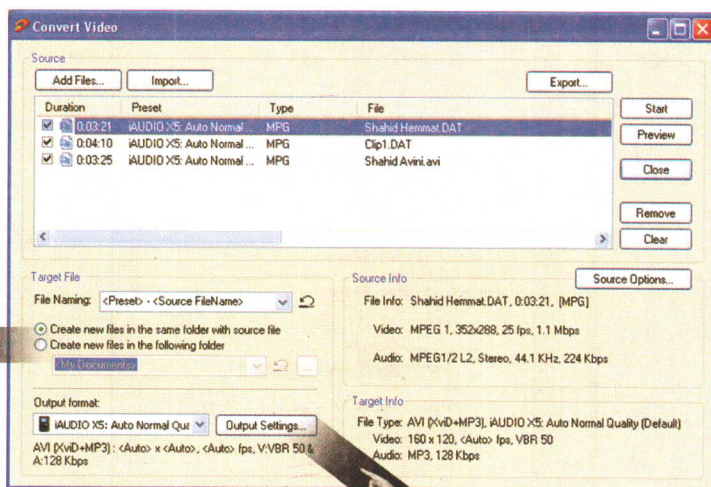 Convert Video
Source
Add Files... Import... Export...
Duration Preset Type File
0:03:21 iAUDIO X5: Auto Normal ... MPG Shahid Hemmat.DAT
0:04:10 iAUDIO X5: Auto Normal ... MPG Clip1.DAT
0:03:25 iAUDIO X5: Auto Normal ... MPG Shahid Avini.avi
Start
Preview
Close
Remove
Clear
Target File
File Naming: <Preset> - <Source FileName>
Create new files in the same folder with source file
Create new files in the following folder
<My Documents> ...
Output format:
iAUDIO X5: Auto Normal Qua Output Settings...
AVI (XviD+MP3) : <Auto> x <Auto>, <Auto> fps, V:VBR 50 &
A:128 Kbps
Source Info Source Options...
File Info: Shahid Hemmat.DAT, 0:03:21, [MPG]
Video: MPEG 1, 352x288, 25 fps, 1.1 Mbps
Audio: MPEG1/2 L2, Stereo, 44.1 KHz, 224 Kbps
Target Info
File Type: AVI (XviD+MP3), iAUDIO X5: Auto Normal Quality (Default)
Video: 160 x 120, <Auto> fps, VBR 50
Audio: MP3, 128 Kbps